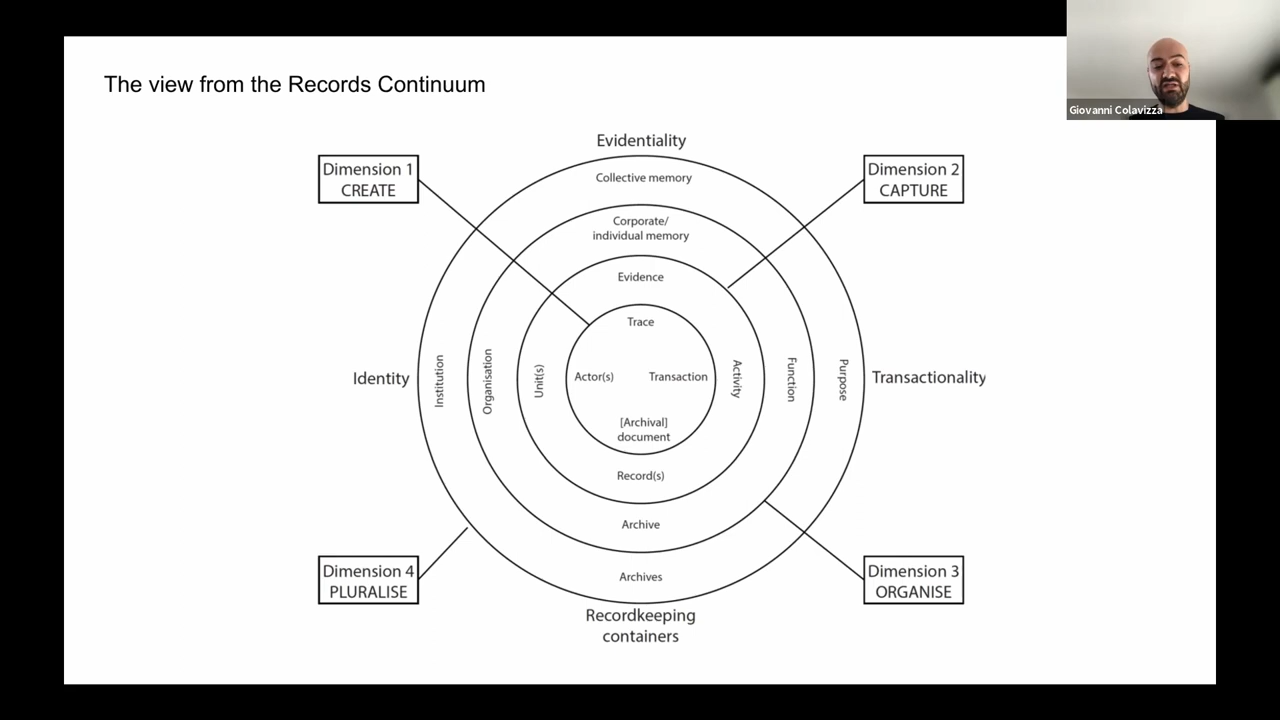 The view from the Records Continuum
Giovanni Colavizza
Evidentiality
Dimension 1
CREATE
Dimension 2
CAPTURE
Collective memory
Corporate/
individual memory
Evidence
Trace
Identity
Institution
Organisation
Unit(s)
Actor(s)
Transaction
Activity
Function
Purpose
Transactionality
[Archival]
document
Record(s)
Archive
Archives
Dimension 4
PLURALISE
Dimension 3
ORGANISE
Recordkeeping
containers